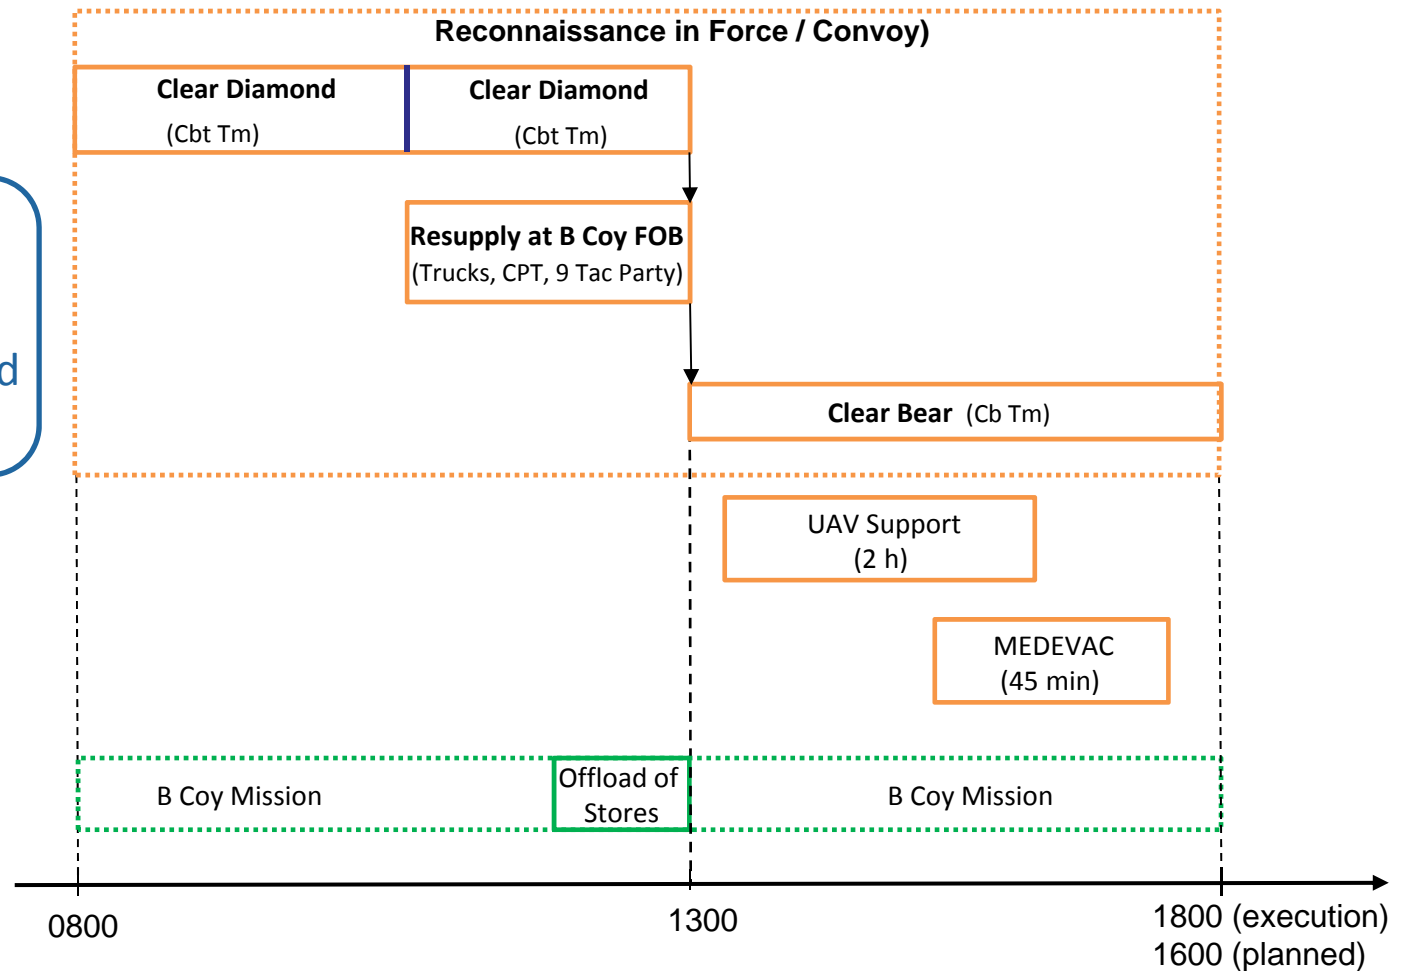 Reconnaissance in Force / Convoy)
Clear Diamond
(Cbt Tm)
Clear Diamond
(Cbt Tm)
Resupply at B Coy FOB
(Trucks, CPT, 9 Tac Party)
d
Clear Bear (Cb Tm)
UAV Support
(2 h)
MEDEVAC
(45 min)
B Coy Mission
Offload of
Stores
B Coy Mission
0800
1300
1800 (execution)
1600 (planned)